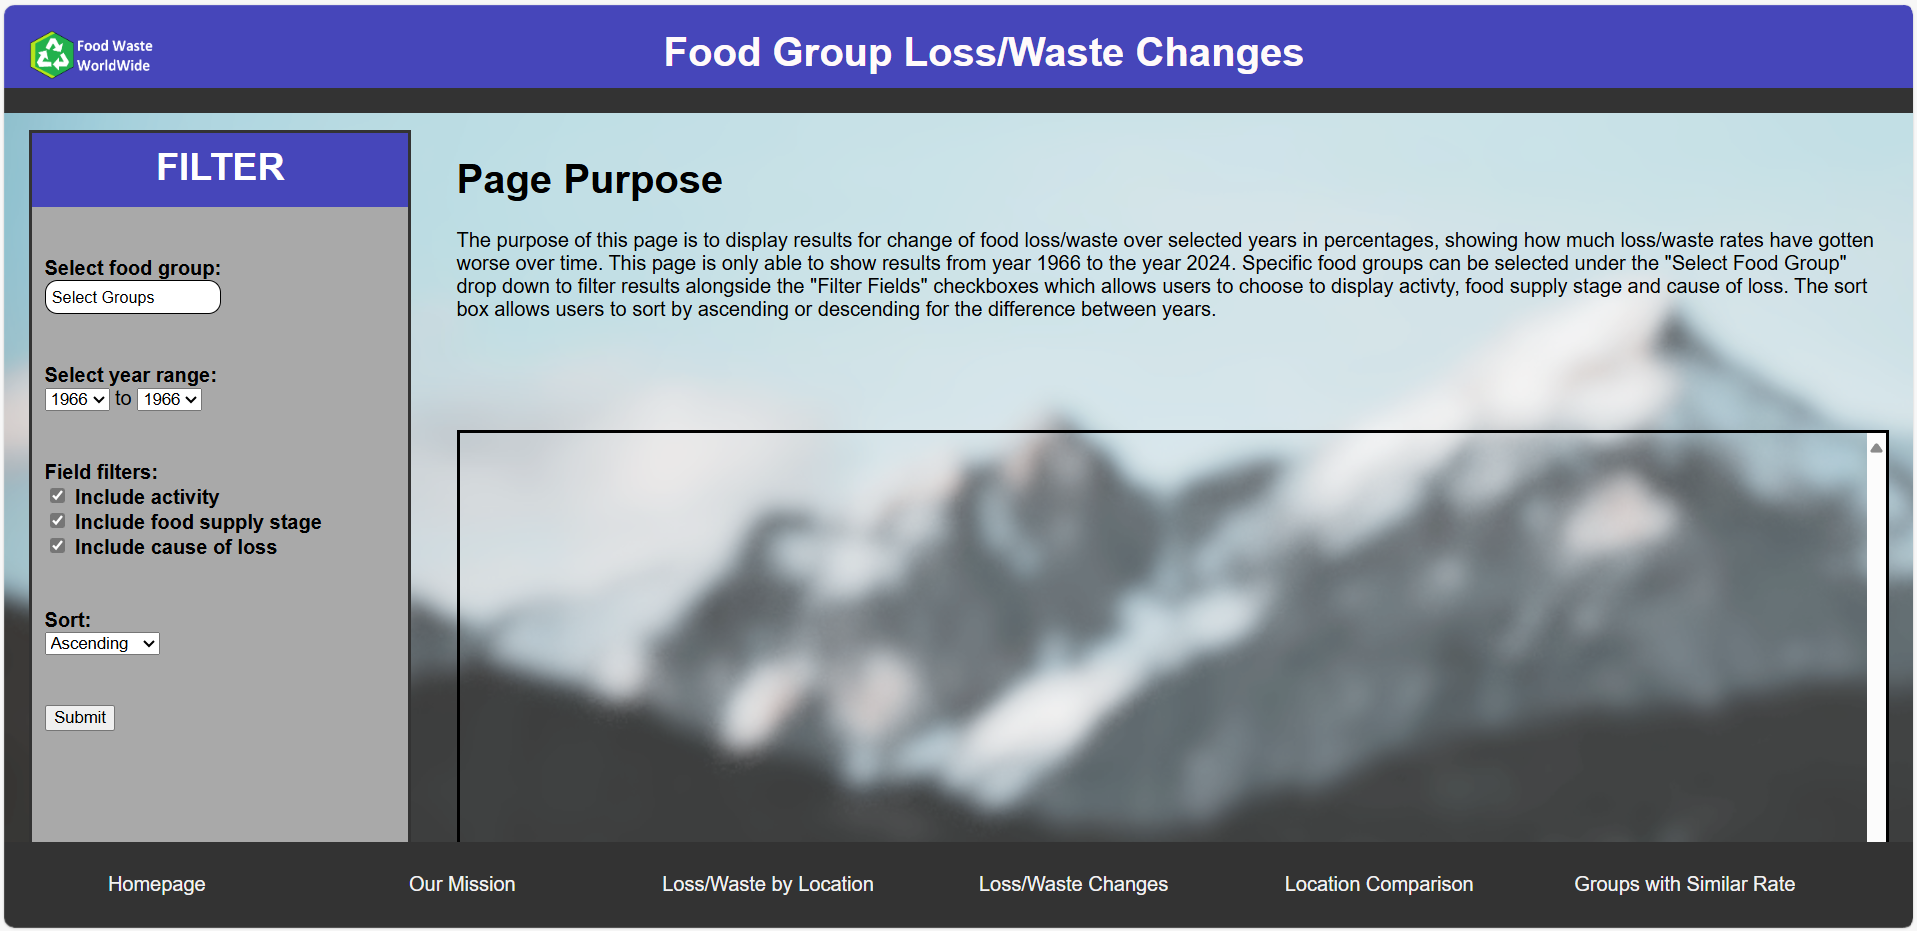 Food Waste
WorldWide
Food Group Loss/Waste Changes
FILTER
Select food group:
Select Groups
Select year range:
1966 to 1966
Field filters:
Include activity
Include food supply stage
Include cause of loss
Sort:
Ascending
Submit
Page Purpose
The purpose of this page is to display results for change of food loss/waste over selected years in percentages, showing how much loss/waste rates have gotten
worse over time. This page is only able to show results from year 1966 to the year 2024. Specific food groups can be selected under the "Select Food Group"
drop down to filter results alongside the "Filter Fields" checkboxes which allows users to choose to display activty, food supply stage and cause of loss. The sort
box allows users to sort by ascending or descending for the difference between years.
Homepage
Our Mission
Loss/Waste by Location
Loss/Waste Changes
Location Comparison
Groups with Similar Rate